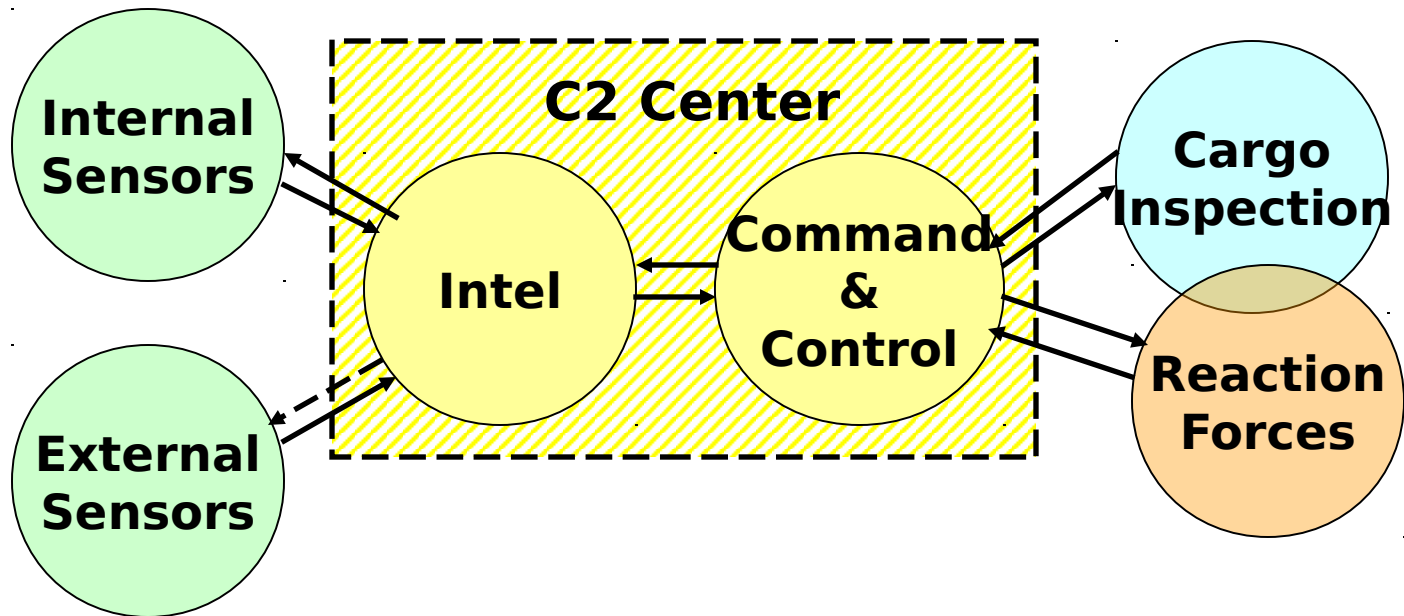 Internal
Sensors
C2 Center
Cargo
Inspection
Intel
Command
&
Control
External
Sensors
Reaction
Forces